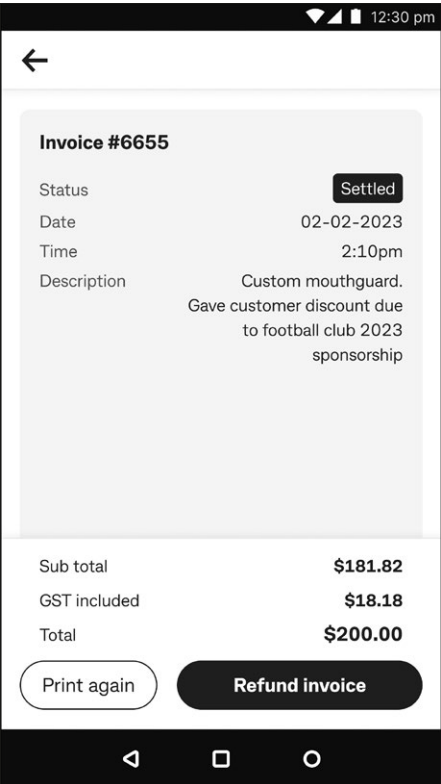 12:30 pm
Invoice #6655
Status Settled
Date 02-02-2023
Time 2:10pm
Description Custom mouthguard.
Gave customer discount due
to football club 2023
sponsorship
Sub total $181.82
GST included $18.18
Total $200.00
Print again Refund invoice